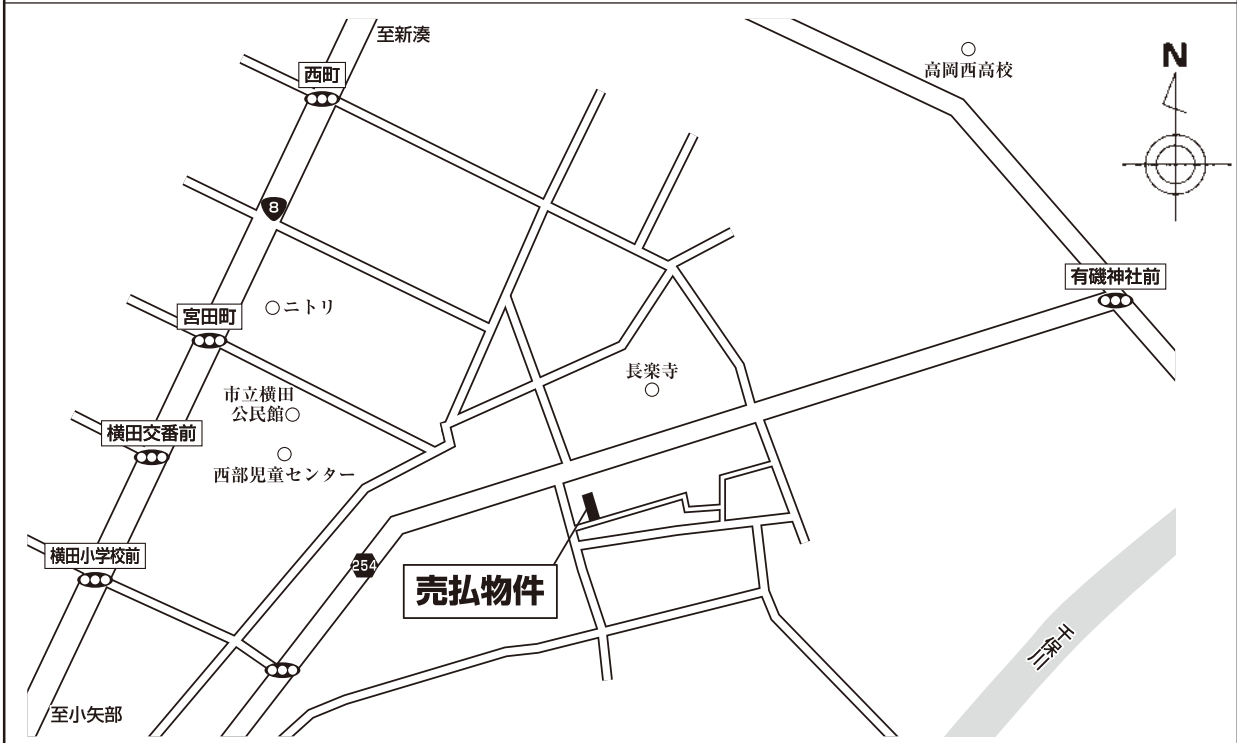 至新湊
西町
高岡西高校
N
8
有磯神社前
ニトリ
宮田町
長楽寺
市立横田
公民館
横田交番前
西部児童センター
横田小学校前
254
売払物件
千保川
至小矢部